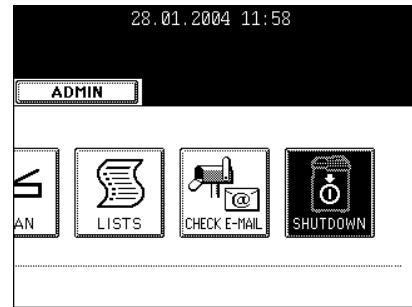 28.01.2004 11:58
ADMIN
AN LISTS CHECK E-MAIL SHUTDOWN
@